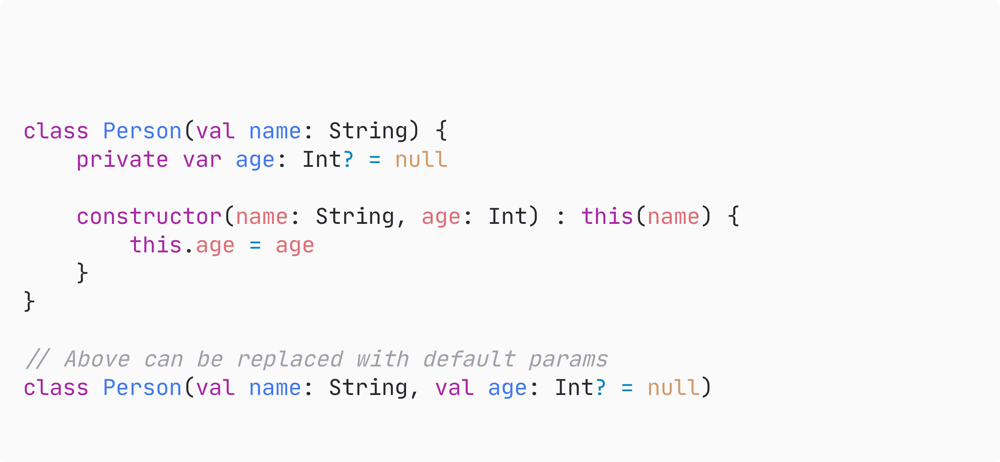 class Person(val name: String) {
    private var age: Int? = null

    constructor(name: String, age: Int) : this(name) {
        this.age = age
    }
}

// Above can be replaced with default params
class Person(val name: String, val age: Int? = null)